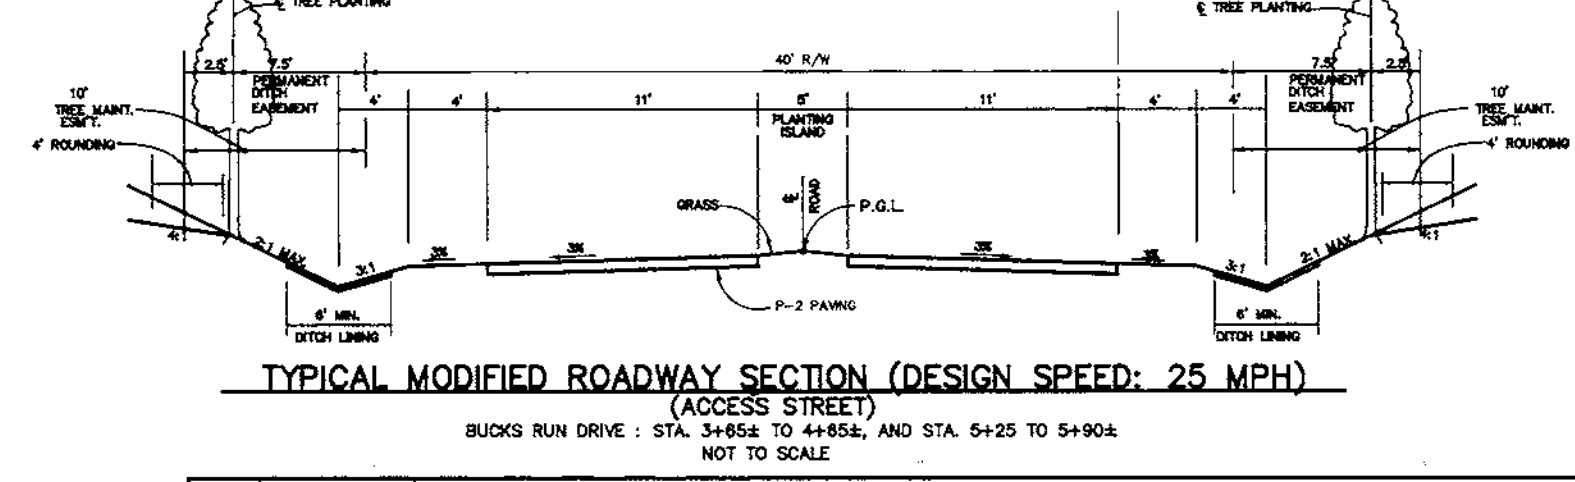 ℄ TREE PLANTING
℄ TREE PLANTING
2.5' 7.5' 40' R/W 7.5' 2.5'
PERMANENT
DITCH
EASEMENT
PERMANENT
DITCH
EASEMENT
10'
TREE MAINT.
ESM'T.
10'
TREE MAINT.
ESM'T.
4' 4' 11' 11' 4' 4'
PLANTING
ISLAND
4' ROUNDING
4' ROUNDING
GRASS
℄
ROAD
P.G.L.
4:1 2:1 MAX. 3:1 3% 3% 3% 3% 3:1 2:1 MAX. 4:1
P-2 PAVING
6' MIN.
DITCH LINING
6' MIN.
DITCH LINING
TYPICAL MODIFIED ROADWAY SECTION (DESIGN SPEED: 25 MPH)
(ACCESS STREET)
BUCKS RUN DRIVE : STA. 3+65± TO 4+65±, AND STA. 5+25 TO 5+90±
NOT TO SCALE